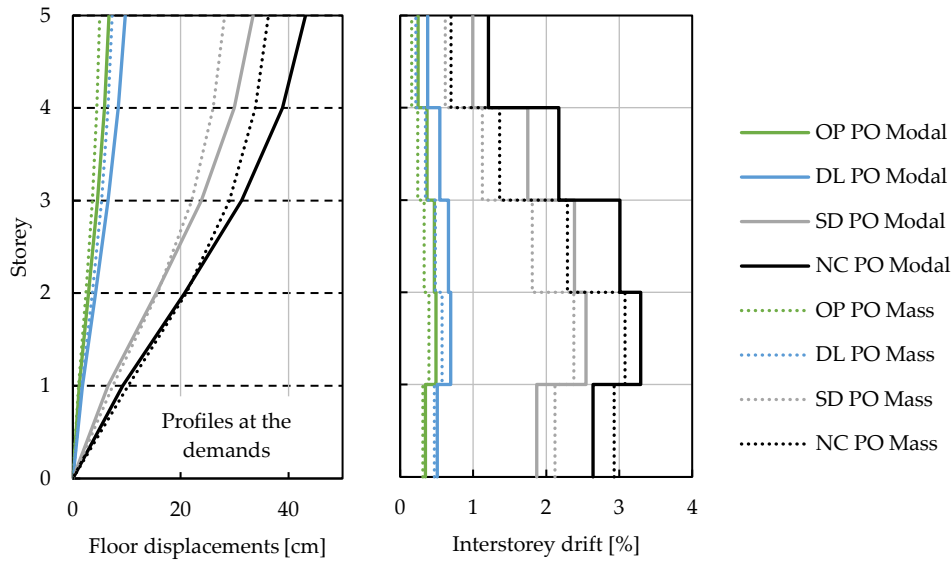 5
4
3
2
1
0
Storey
Profiles at the
demands
0
20
40
Floor displacements [cm]
0
1
2
3
4
Interstorey drift [%]
OP PO Modal
DL PO Modal
SD PO Modal
NC PO Modal
OP PO Mass
DL PO Mass
SD PO Mass
NC PO Mass